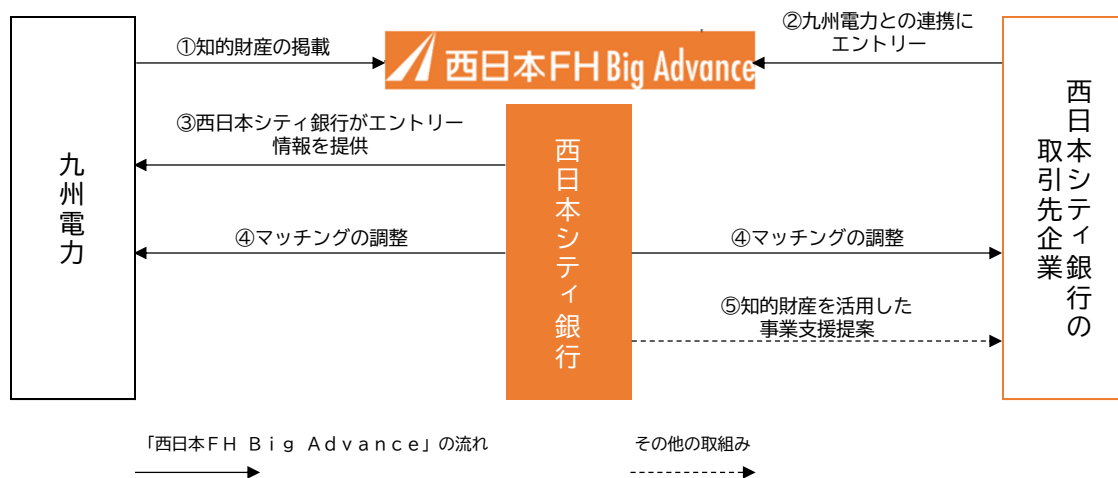 ①知的財産の掲載
西日本FH Big Advance
②九州電力との連携に
エントリー
③西日本シティ銀行がエントリー
情報を提供
九州電力
西日本シティ銀行
西日本シティ銀行の
取引先企業
④マッチングの調整
④マッチングの調整
⑤知的財産を活用した
事業支援提案
「西日本ＦＨ Ｂｉｇ Ａｄｖａｎｃｅ」の流れ
その他の取組み